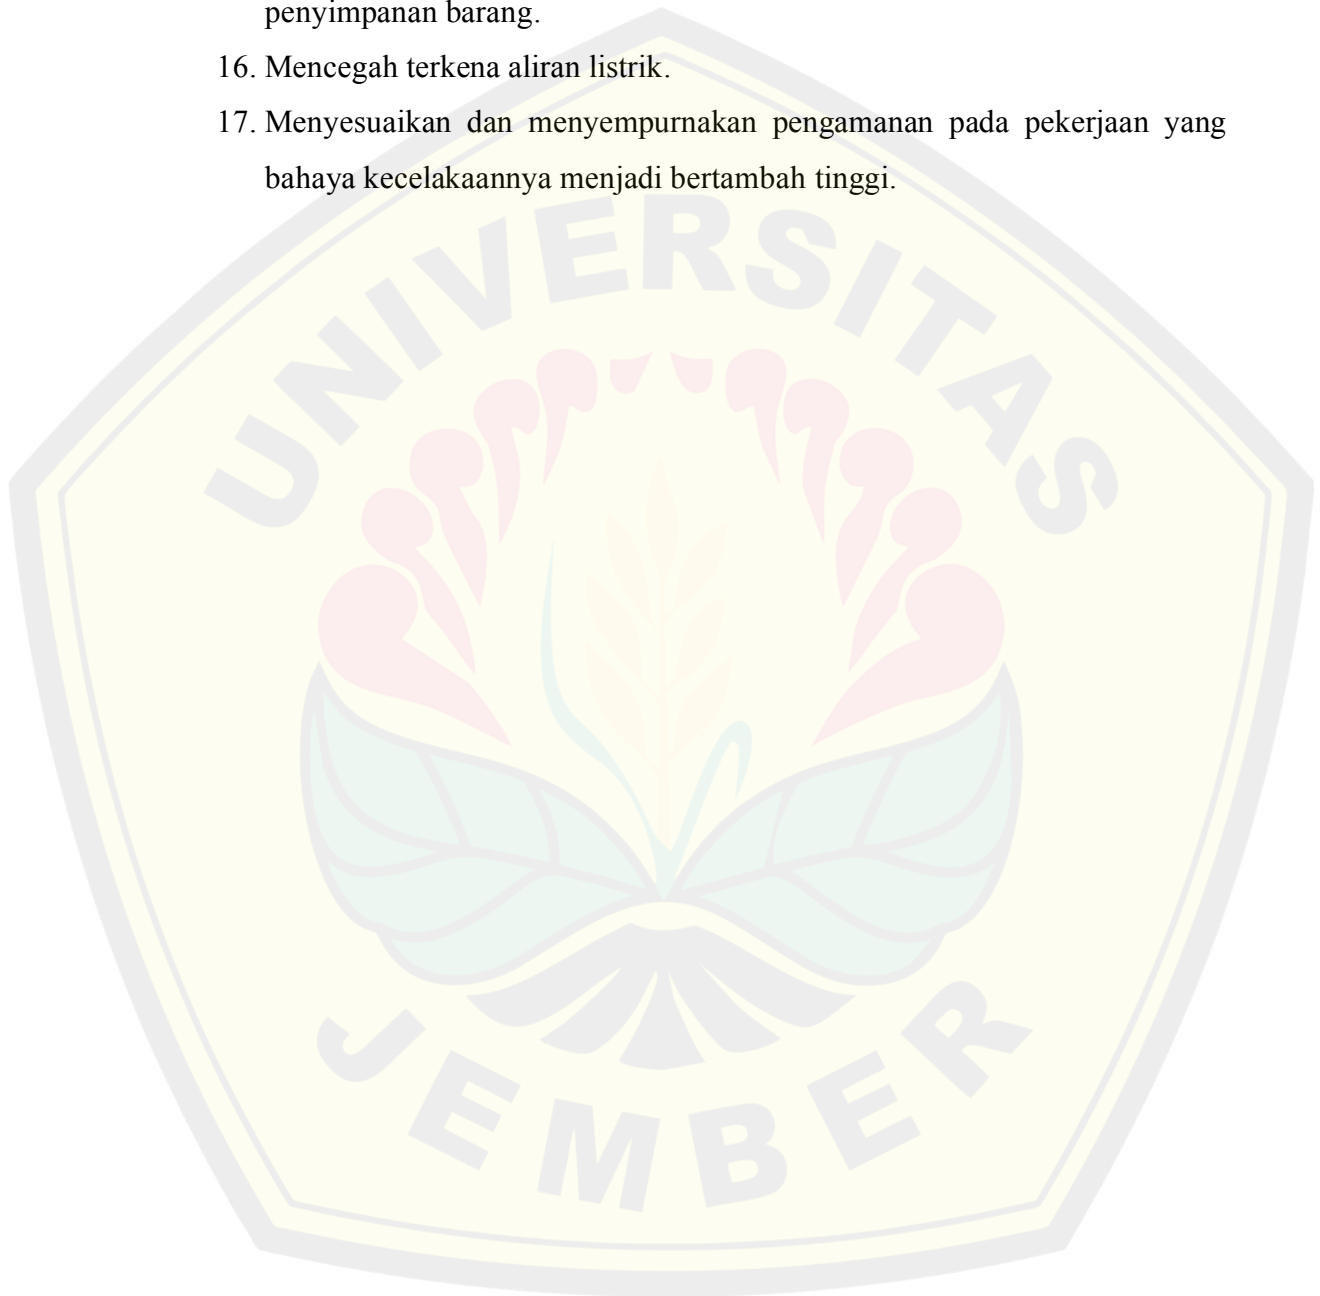 penyimpanan barang.
16. Mencegah terkena aliran listrik.
17. Menyesuaikan dan menyempurnakan pengamanan pada pekerjaan yang
bahaya kecelakaannya menjadi bertambah tinggi.
UNIVERSITAS
JEMBER